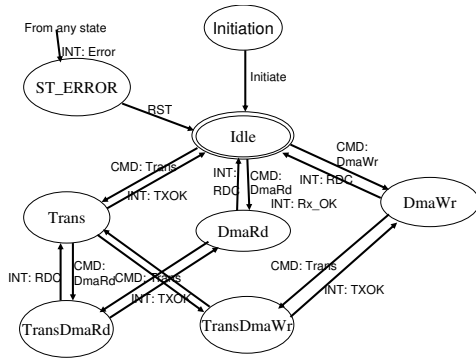 From any state
INT: Error
Initiation
ST_ERROR
Initiate
RST
Idle
CMD: Trans
INT: TXOK
INT:
RDC
CMD:
DmaRd
INT: Rx_OK
CMD:
DmaWr
INT: RDC
Trans
DmaRd
DmaWr
INT: RDC
CMD:
DmaRd
CMD: Trans
INT: TXOK
CMD: Trans
INT: TXOK
TransDmaRd
TransDmaWr